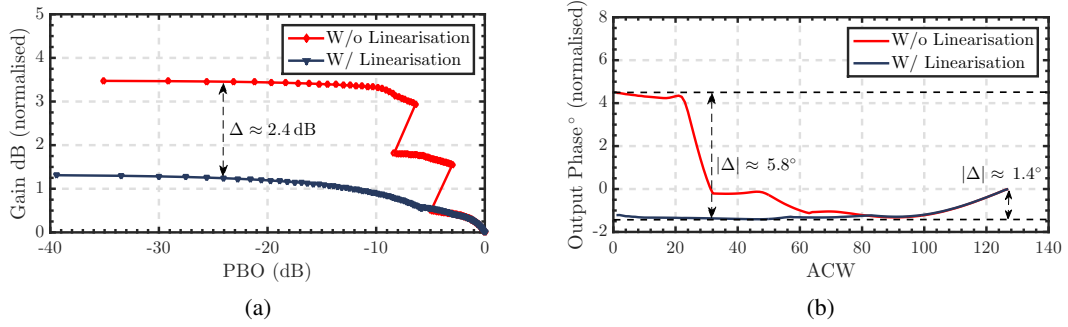 5
4
3
2
1
0
-40
-30
-20
-10
0
Gain dB (normalised)
PBO (dB)
W/o Linearisation
W/ Linearisation
Δ ≈ 2.4 dB
(a)
8
6
4
2
0
-2
0
20
40
60
80
100
120
140
Output Phase ° (normalised)
ACW
W/o Linearisation
W/ Linearisation
|Δ| ≈ 5.8°
|Δ| ≈ 1.4°
(b)